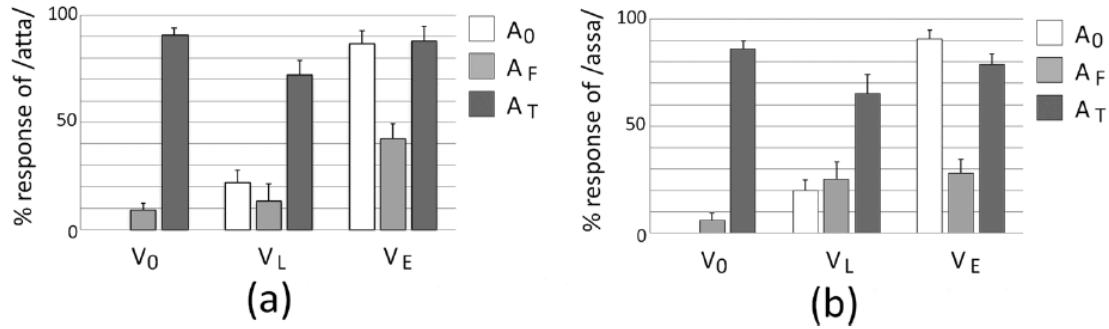 % response of /atta/
100
50
0
V0
VL
VE
A0
AF
AT
(a)
% response of /assa/
100
50
0
V0
VL
VE
A0
AF
AT
(b)